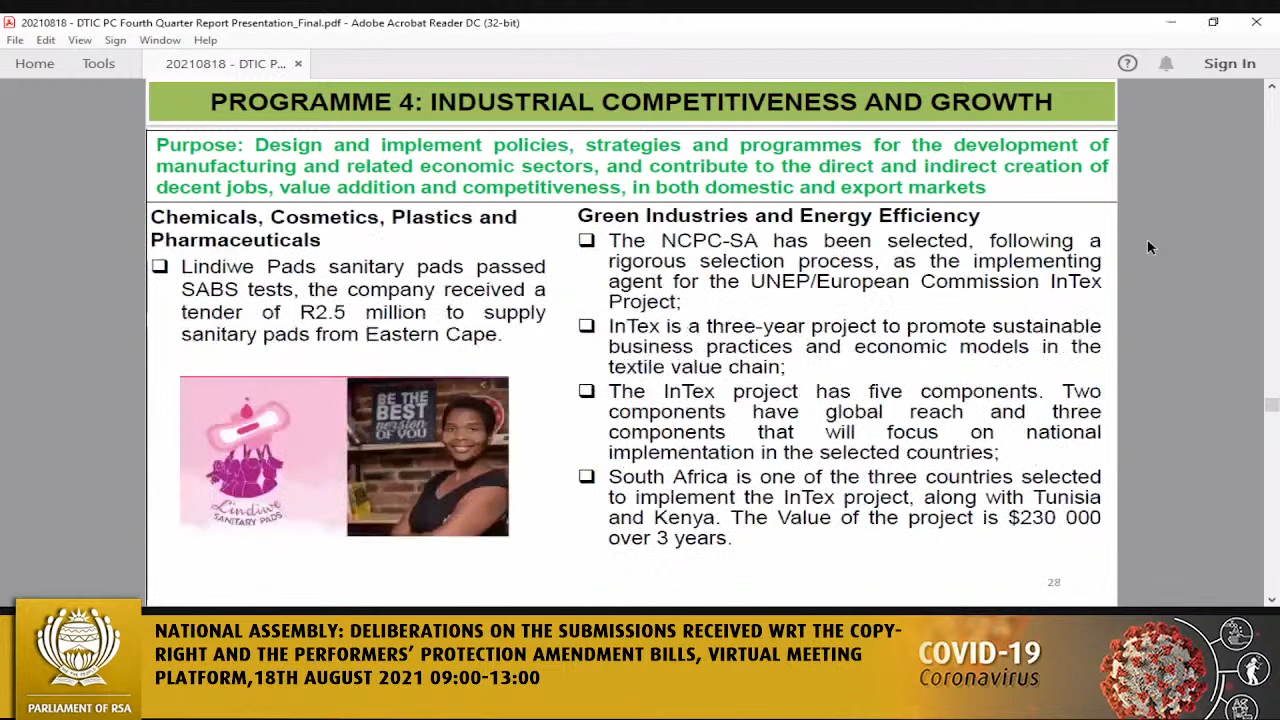 20210818 - DTIC PC Fourth Quarter Report Presentation_Final.pdf - Adobe Acrobat Reader DC (32-bit)
File Edit View Sign Window Help
Home Tools 20210818 - DTIC P... × Sign In
PROGRAMME 4: INDUSTRIAL COMPETITIVENESS AND GROWTH
Purpose: Design and implement policies, strategies and programmes for the development of
manufacturing and related economic sectors, and contribute to the direct and indirect creation of
decent jobs, value addition and competitiveness, in both domestic and export markets
Chemicals, Cosmetics, Plastics and
Pharmaceuticals
❑ Lindiwe Pads sanitary pads passed
SABS tests, the company received a
tender of R2.5 million to supply
sanitary pads from Eastern Cape.
BE THE
BEST
version
OF YOU
Lindiwe
SANITARY PADS
Green Industries and Energy Efficiency
❑ The NCPC-SA has been selected, following a
rigorous selection process, as the implementing
agent for the UNEP/European Commission InTex
Project;
❑ InTex is a three-year project to promote sustainable
business practices and economic models in the
textile value chain;
❑ The InTex project has five components. Two
components have global reach and three
components that will focus on national
implementation in the selected countries;
❑ South Africa is one of the three countries selected
to implement the InTex project, along with Tunisia
and Kenya. The Value of the project is $230 000
over 3 years.
28
PARLIAMENT OF RSA
NATIONAL ASSEMBLY: DELIBERATIONS ON THE SUBMISSIONS RECEIVED WRT THE COPY-
RIGHT AND THE PERFORMERS' PROTECTION AMENDMENT BILLS, VIRTUAL MEETING
PLATFORM,18TH AUGUST 2021 09:00-13:00
COVID-19
Coronavirus